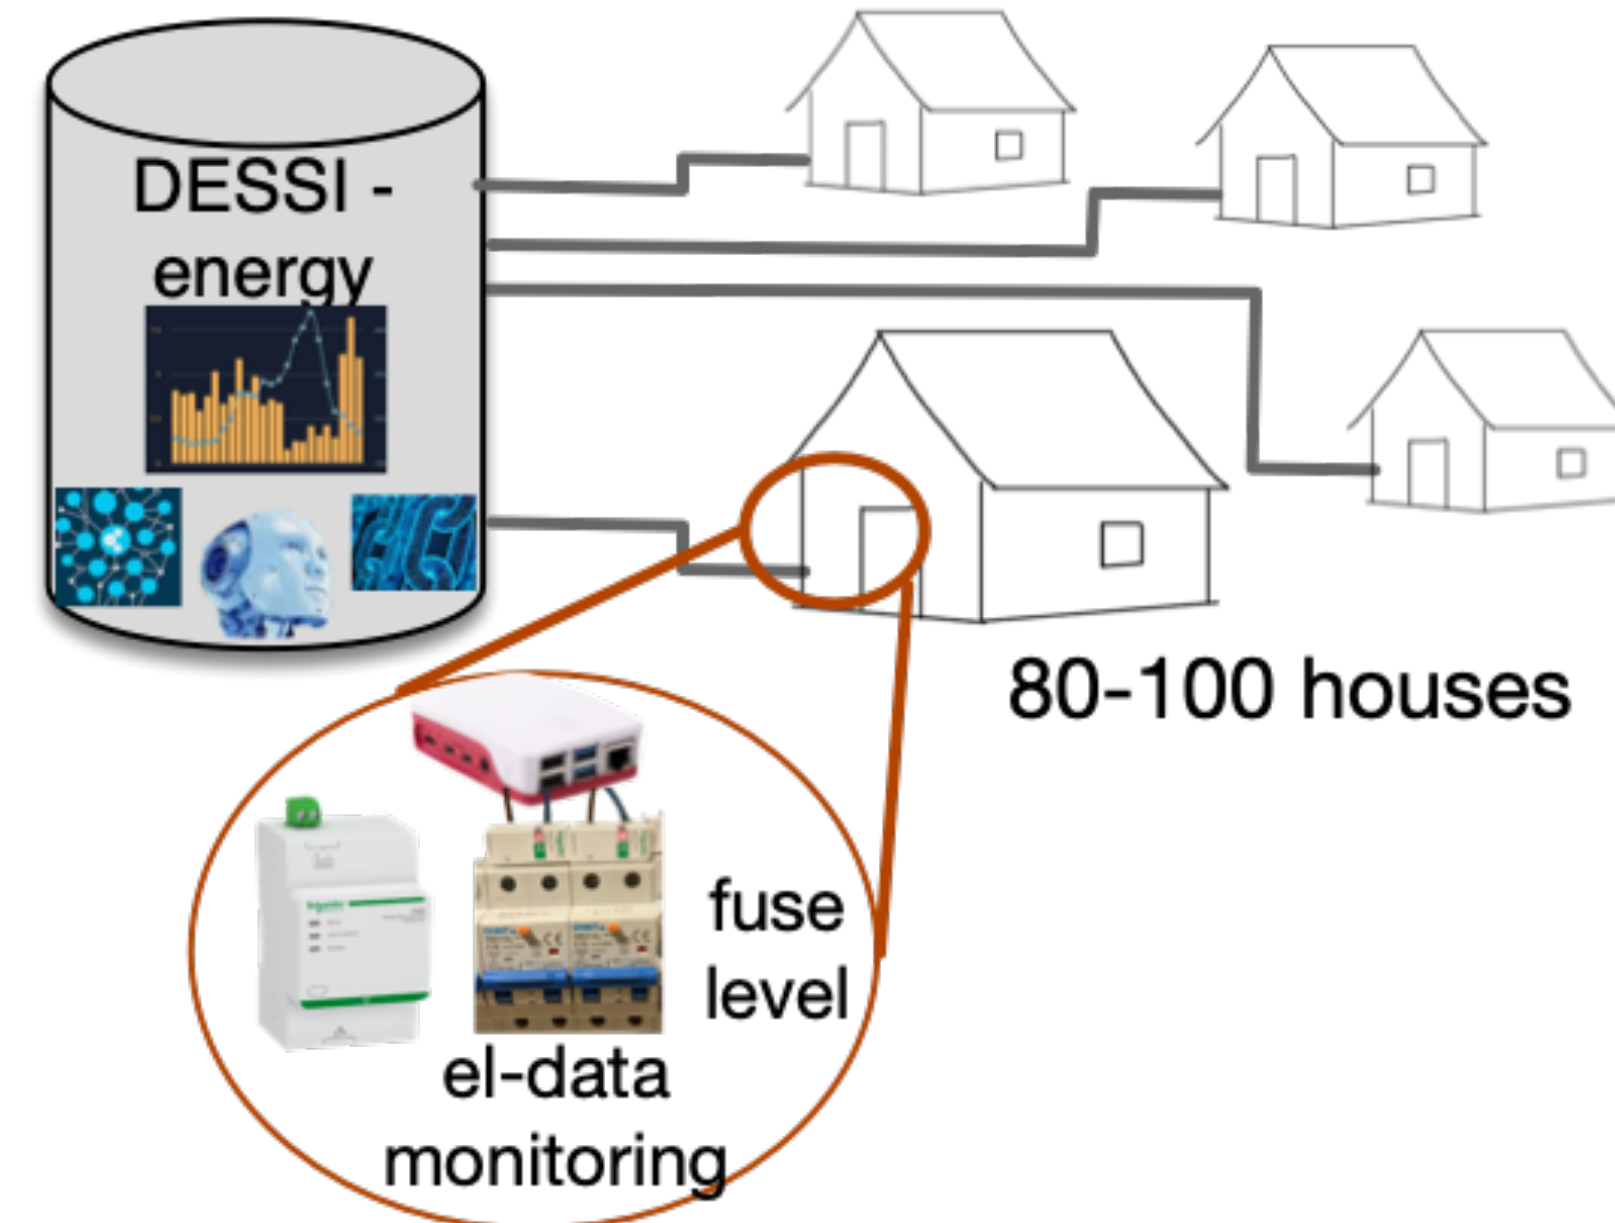 DESSI -
energy
80-100 houses
fuse
level
el-data
monitoring